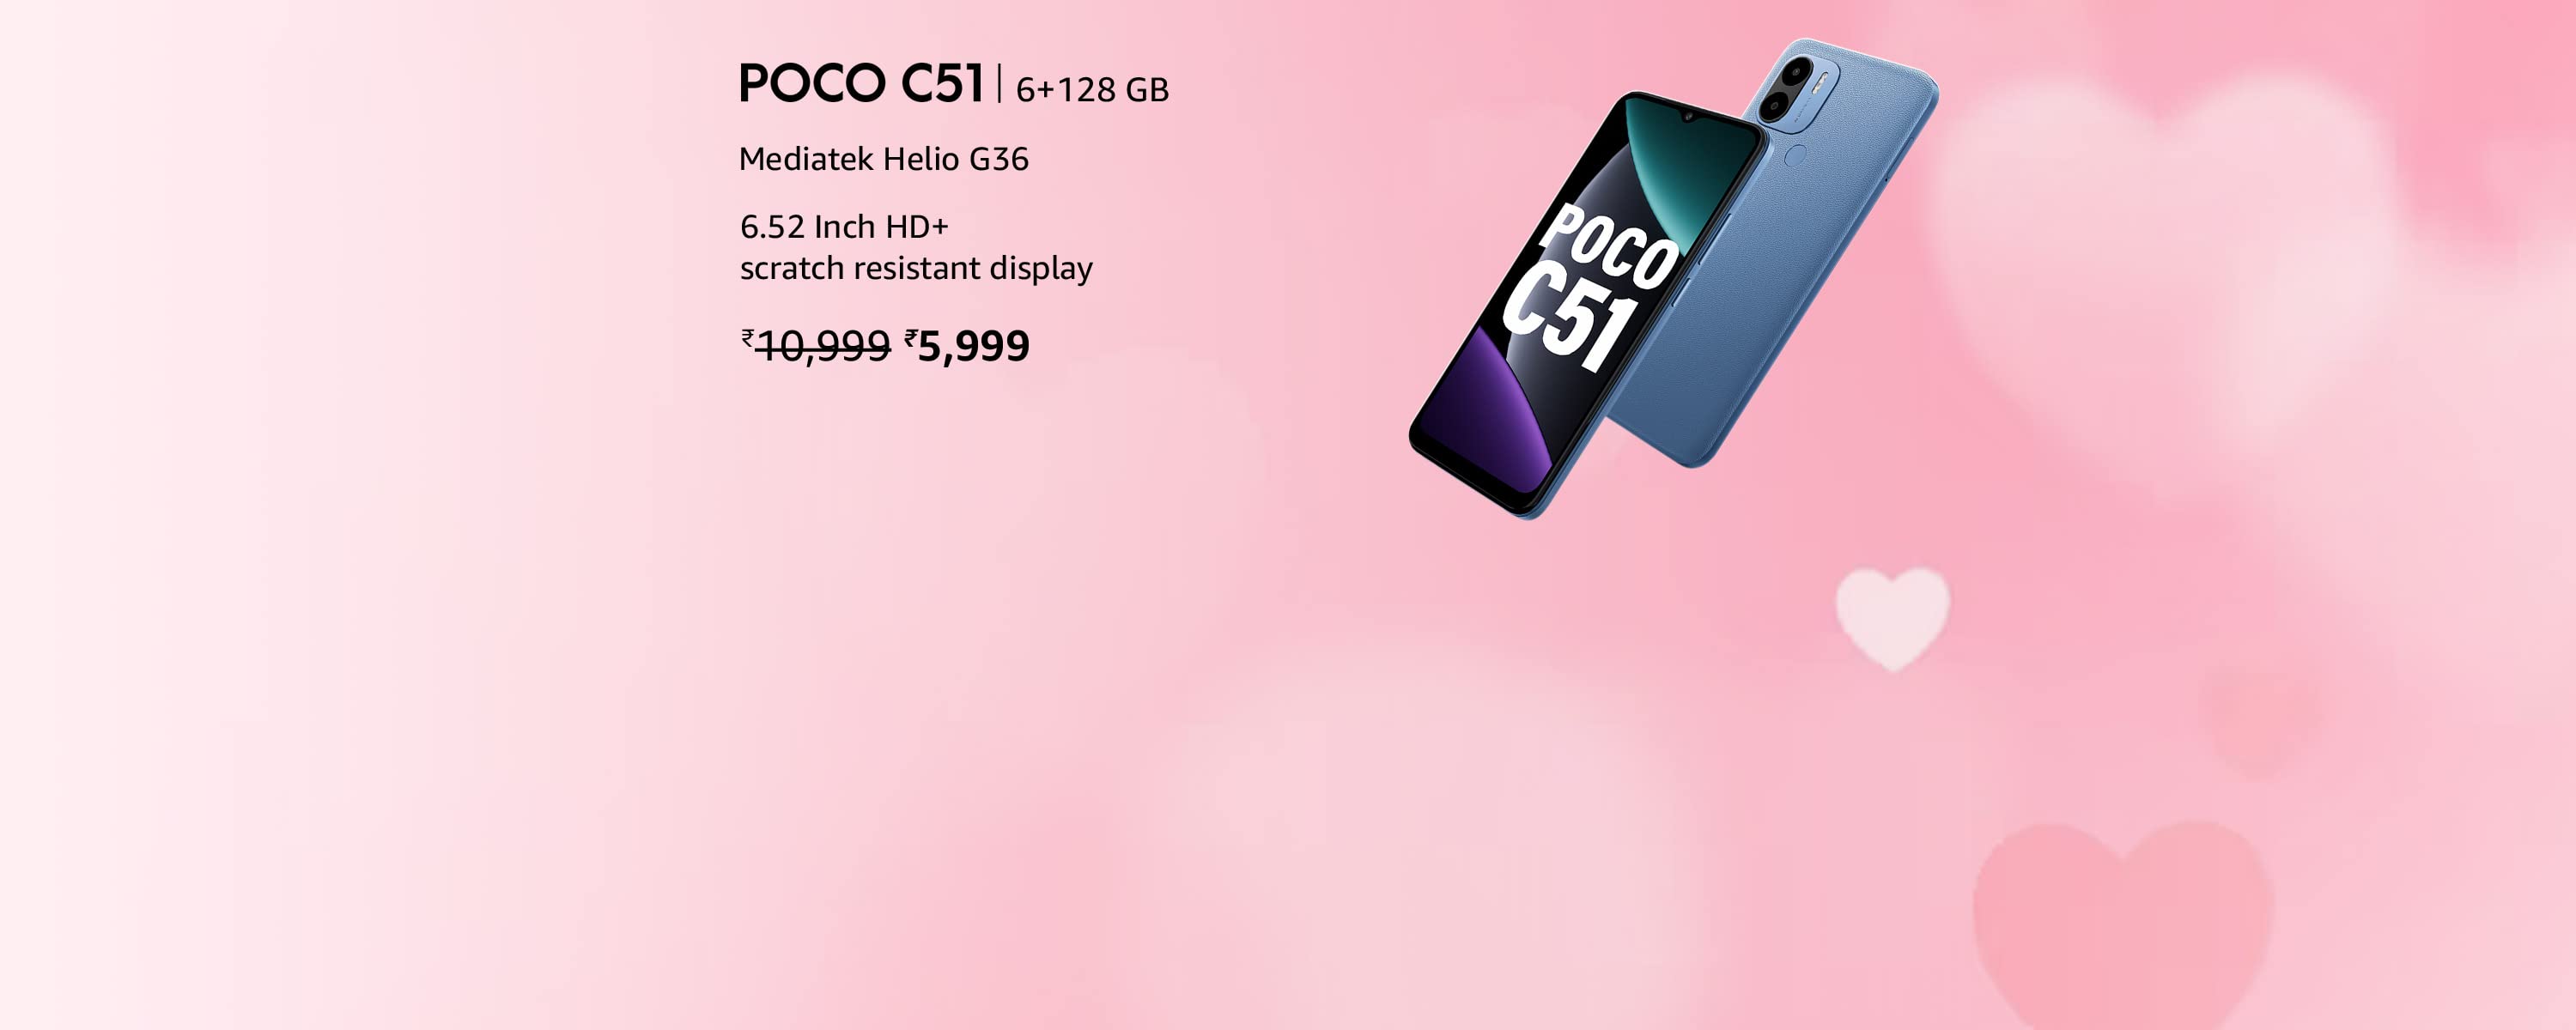 POCO C51 | 6+128 GB
Mediatek Helio G36
6.52 Inch HD+
scratch resistant display
₹10,999 ₹5,999
POCO
C51